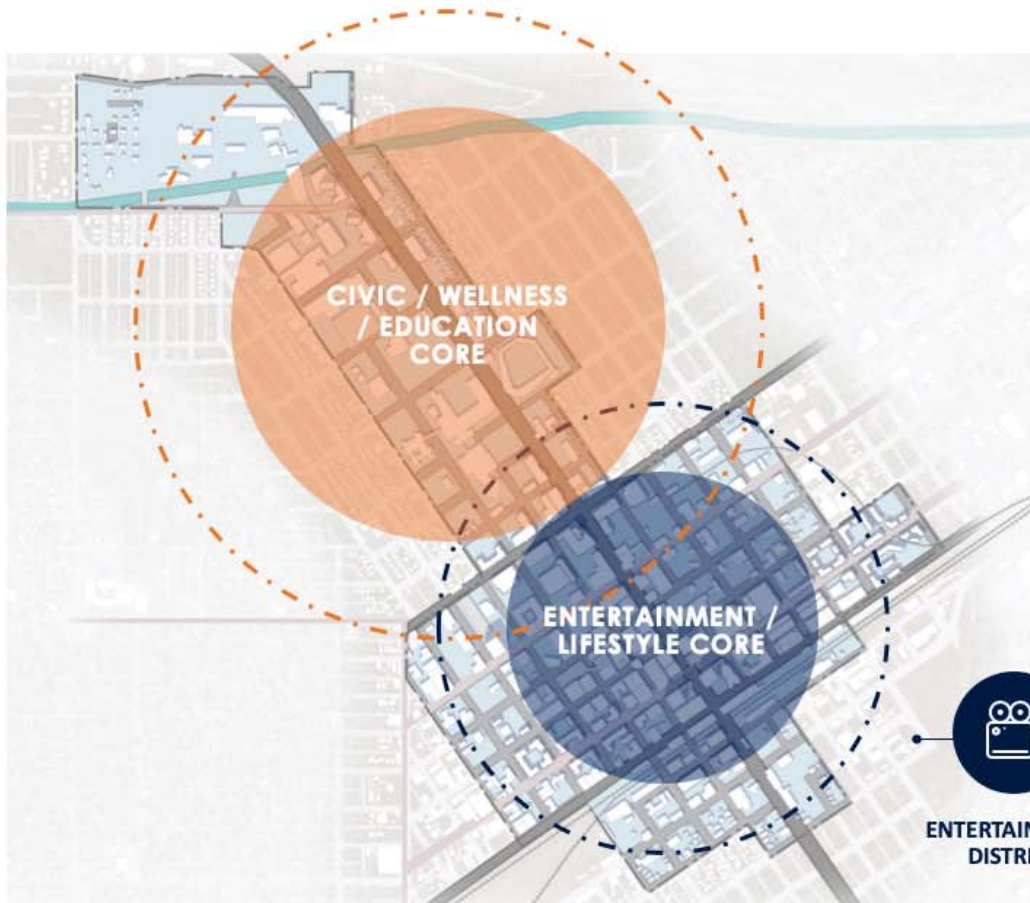 CIVIC / WELLNESS
/ EDUCATION
CORE
ENTERTAINMENT /
LIFESTYLE CORE